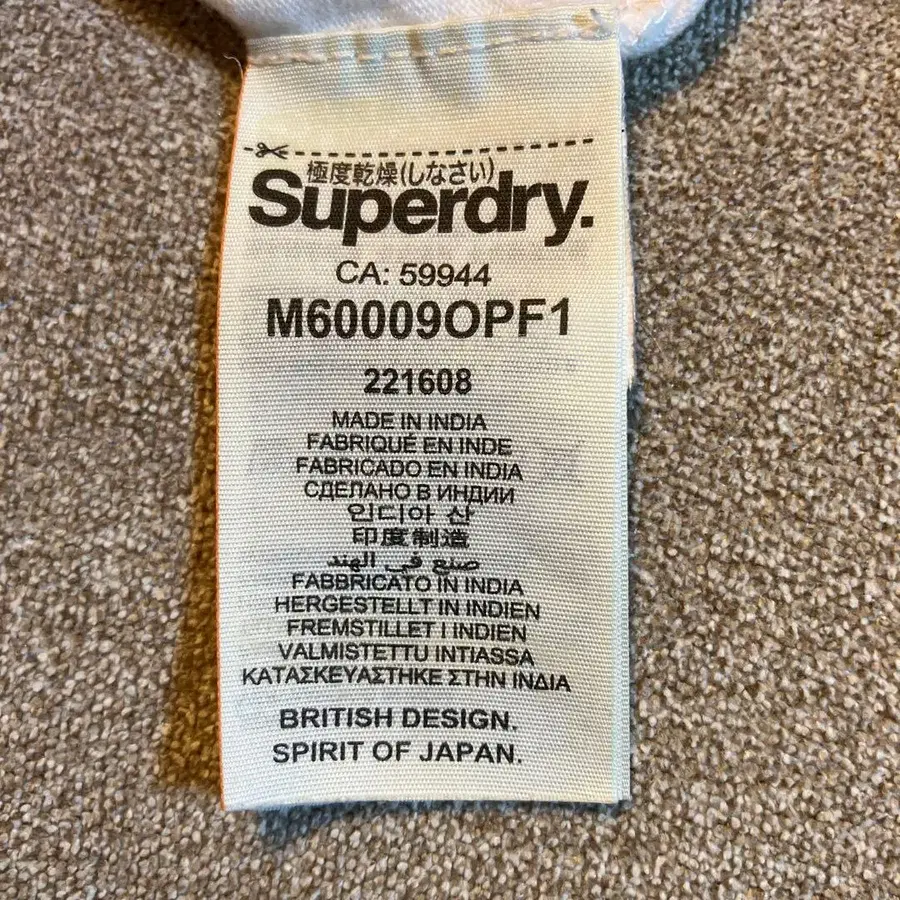 極度乾燥(しなさい)
Superdry.
CA: 59944
M60009OPF1
221608
MADE IN INDIA
FABRIQUÉ EN INDE
FABRICADO EN INDIA
СДЕЛАНО В ИНДИИ
인디아 산
印度制造
صنع في الهند
FABBRICATO IN INDIA
HERGESTELLT IN INDIEN
FREMSTILLET I INDIEN
VALMISTETTU INTIASSA
ΚΑΤΑΣΚΕΥΑΣΤΗΚΕ ΣΤΗΝ ΙΝΔΙΑ
BRITISH DESIGN.
SPIRIT OF JAPAN.